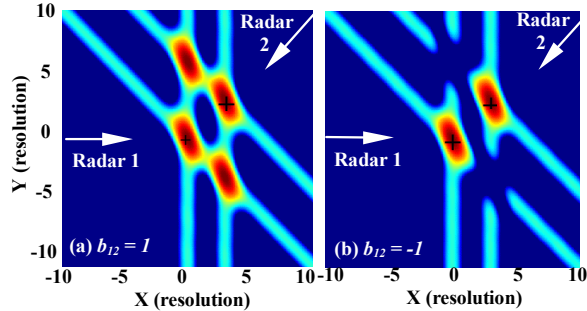 10
5
0
-5
-10
Y (resolution)
Radar
2
Radar 1
(a) b12 = 1
-10 -5 0 5 10
X (resolution)
Radar
2
Radar 1
(b) b12 = -1
-10 -5 0 5 10
X (resolution)